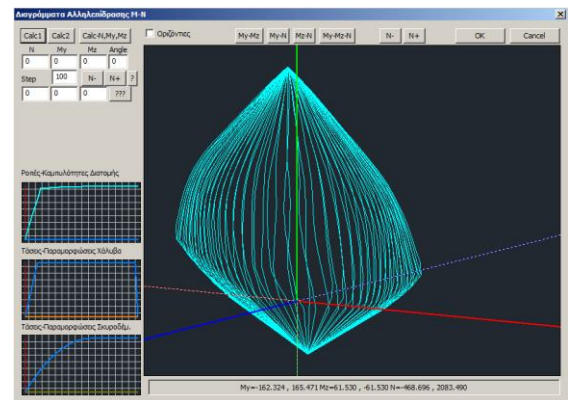 Διαγράμματα Αλληλεπίδρασης M-N
Calc1 Calc2 Calc-N,My,Mz Οριζόντιες My-Mz My-N Mz-N My-Mz-N N- N+ OK Cancel
N My Mz Angle
0 0 0 0
Step 100 N- N+ ?
0 0 0 ???
Ροπές-Καμπυλότητες Διατομής
Τάσεις-Παραμορφώσεις Χάλυβα
Τάσεις-Παραμορφώσεις Σκυροδέμ.
My=-162.324 , 165.471 Mz=61.530 , -61.530 N=-468.696 , 2083.490